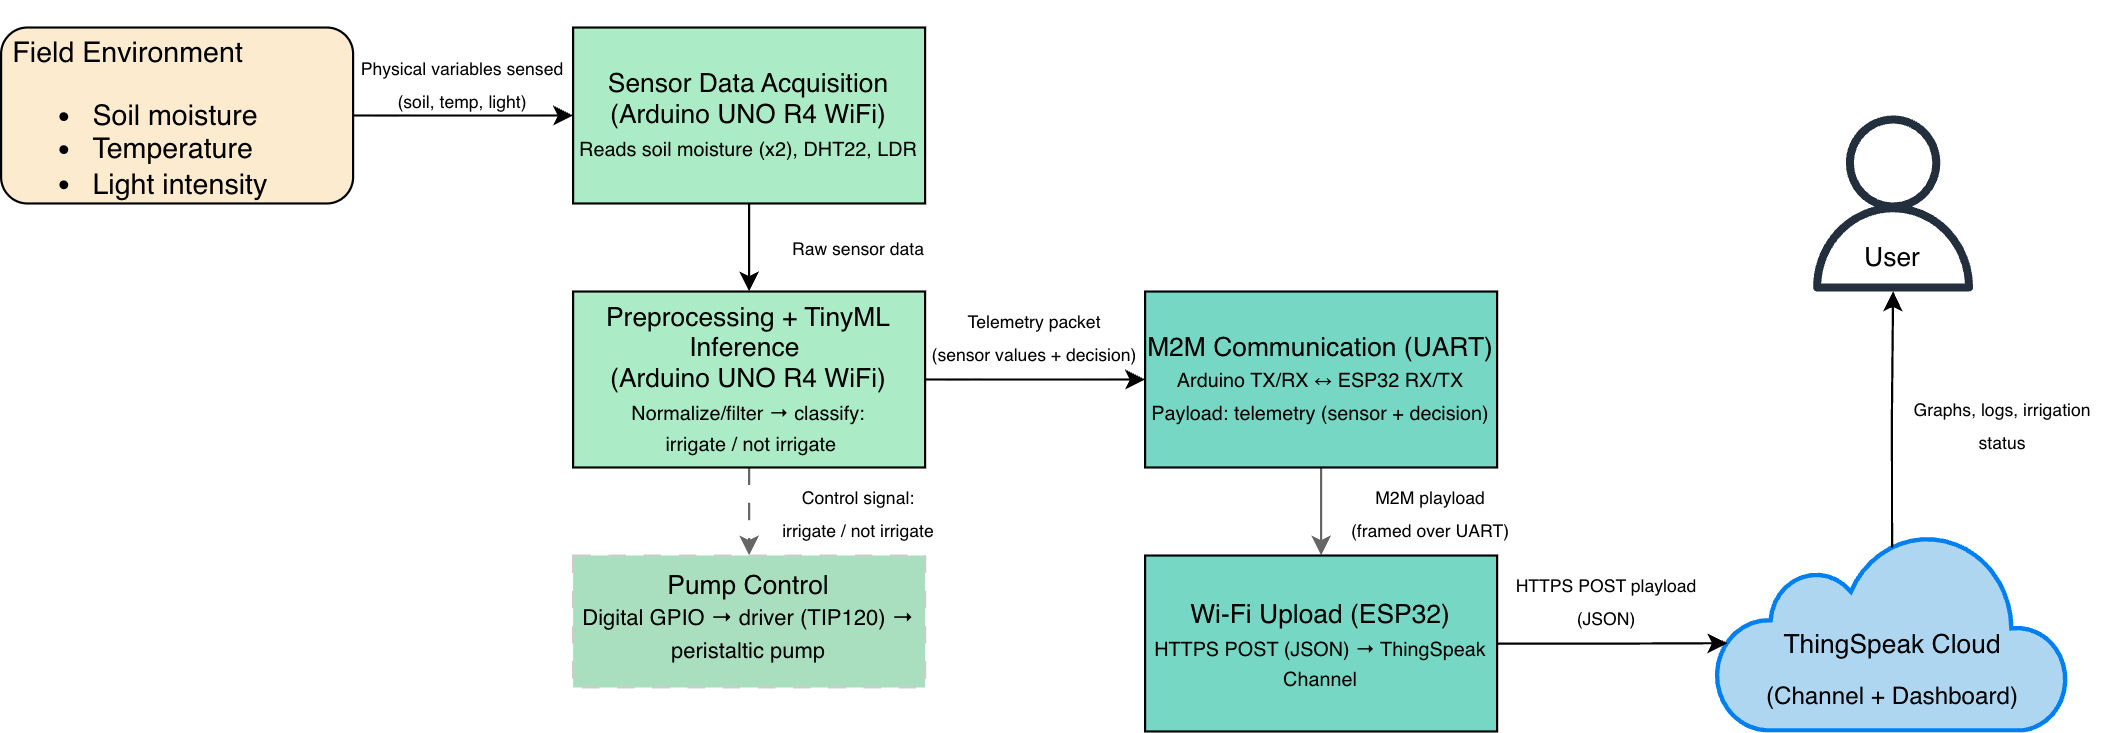 Field Environment
• Soil moisture
• Temperature
• Light intensity
Physical variables sensed
(soil, temp, light)
Sensor Data Acquisition
(Arduino UNO R4 WiFi)
Reads soil moisture (x2), DHT22, LDR
Raw sensor data
Preprocessing + TinyML
Inference
(Arduino UNO R4 WiFi)
Normalize/filter → classify:
irrigate / not irrigate
Telemetry packet
(sensor values + decision)
M2M Communication (UART)
Arduino TX/RX ↔ ESP32 RX/TX
Payload: telemetry (sensor + decision)
Control signal:
irrigate / not irrigate
Pump Control
Digital GPIO → driver (TIP120) →
peristaltic pump
M2M playload
(framed over UART)
Wi-Fi Upload (ESP32)
HTTPS POST (JSON) → ThingSpeak
Channel
HTTPS POST playload
(JSON)
ThingSpeak Cloud
(Channel + Dashboard)
Graphs, logs, irrigation
status
User